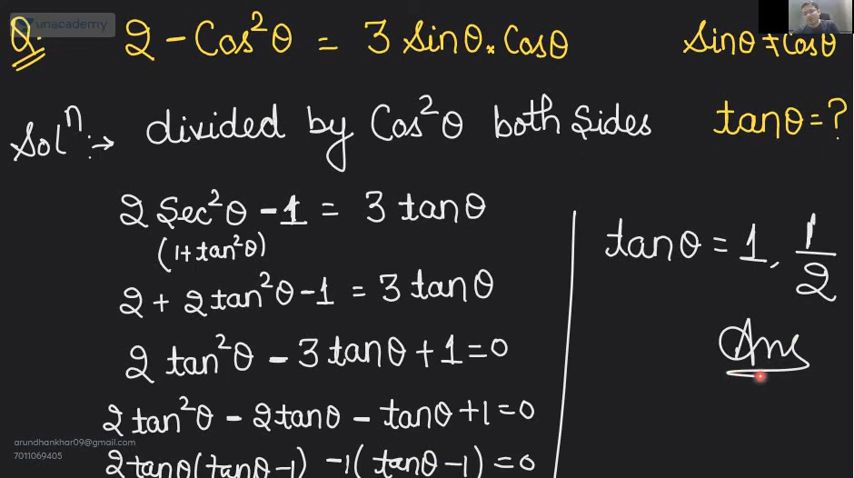 unacademy
Q. 2 - Cos²θ = 3 Sinθ × Cosθ Sinθ ≠ Cosθ
Solⁿ :→ divided by Cos²θ both Sides tanθ = ?
2 Sec²θ - 1 = 3 tanθ
(1 + tan²θ)
2 + 2tan²θ - 1 = 3 tanθ
2 tan²θ - 3 tanθ + 1 = 0
2 tan²θ - 2tanθ - tanθ + 1 = 0
2 tanθ(tanθ - 1) - 1(tanθ - 1) = 0
tanθ = 1, 1/2
Ans
arundhankhar09@gmail.com
7011069405